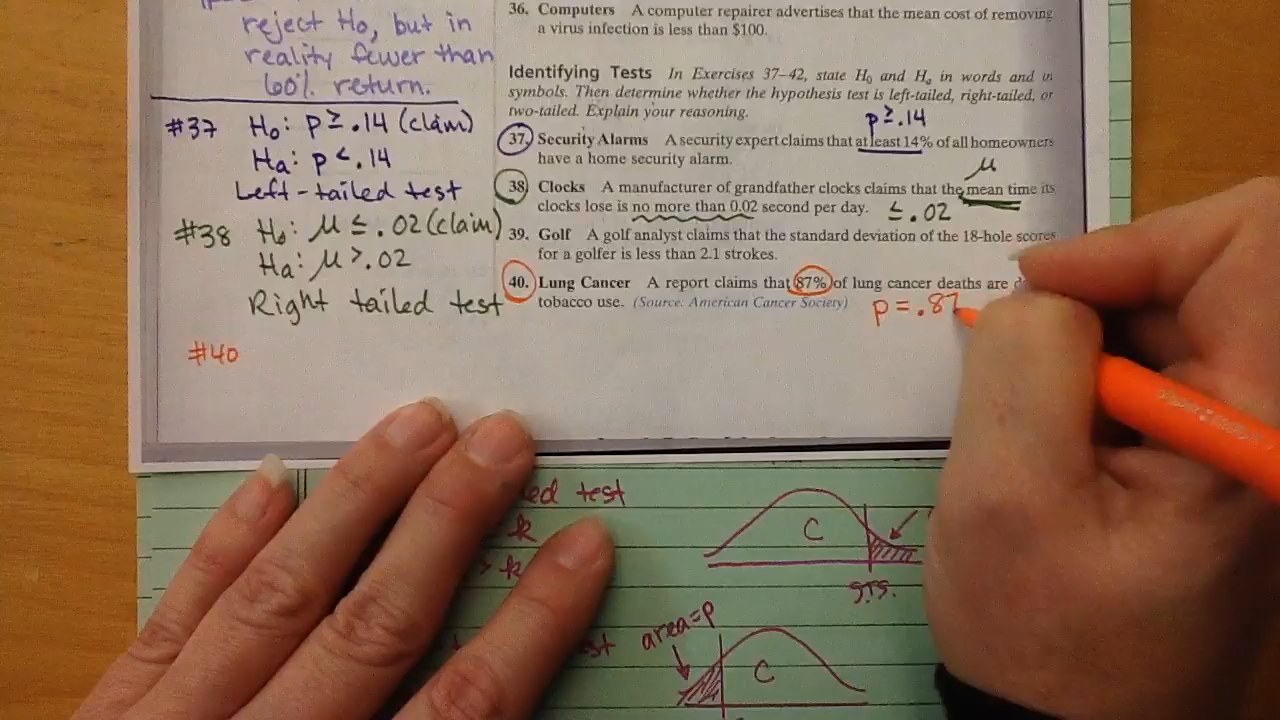 reject Ho, but in
reality fewer than
60% return.
#37 Ho: p ≥ .14 (claim)
Ha: p < .14
Left-tailed test
#38 Ho: μ ≤ .02 (claim)
Ha: μ > .02
Right tailed test
#40
36. Computers A computer repairer advertises that the mean cost of removing
a virus infection is less than $100.
Identifying Tests In Exercises 37–42, state H₀ and Hₐ in words and in
symbols. Then determine whether the hypothesis test is left-tailed, right-tailed, or
two-tailed. Explain your reasoning.
p ≥ .14
37. Security Alarms A security expert claims that at least 14% of all homeowners
have a home security alarm.
μ
38. Clocks A manufacturer of grandfather clocks claims that the mean time its
clocks lose is no more than 0.02 second per day. ≤ .02
39. Golf A golf analyst claims that the standard deviation of the 18-hole scores
for a golfer is less than 2.1 strokes.
40. Lung Cancer A report claims that 87% of lung cancer deaths are
tobacco use. (Source: American Cancer Society) p = .87
test
k
C
> k
S.T.S.
area=p
C